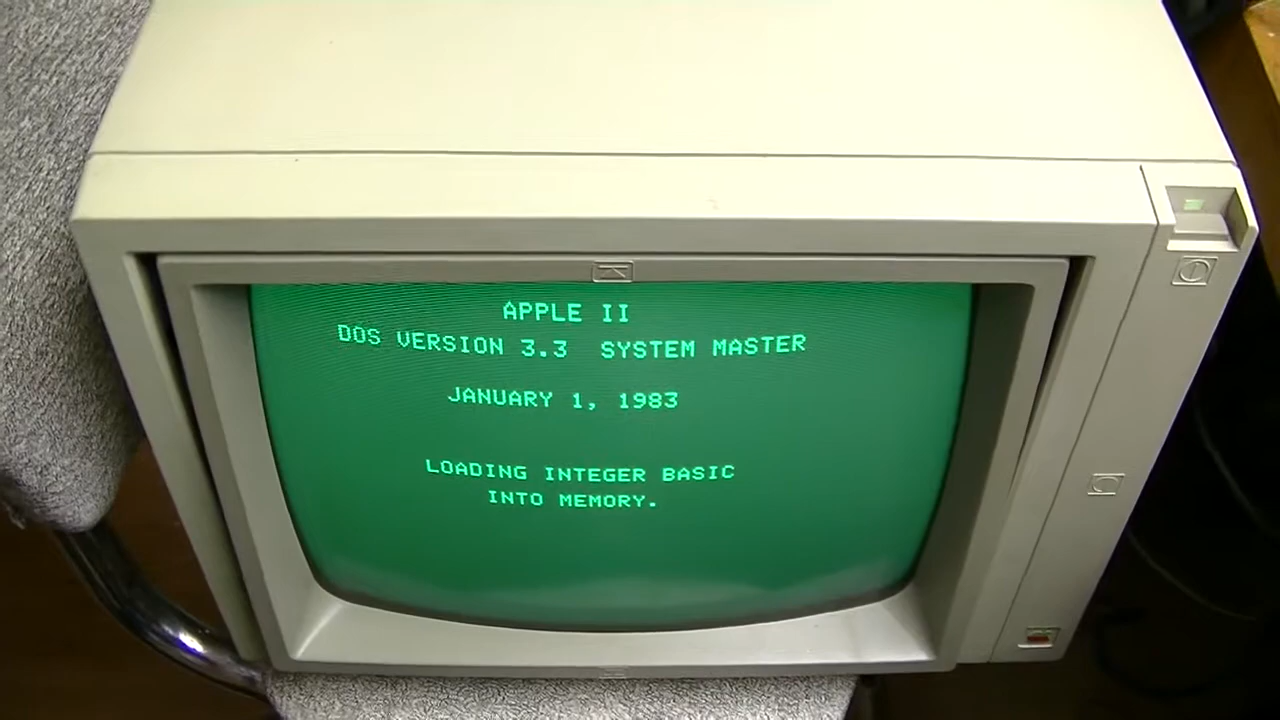 APPLE II
DOS VERSION 3.3 SYSTEM MASTER
JANUARY 1, 1983
LOADING INTEGER BASIC
INTO MEMORY.